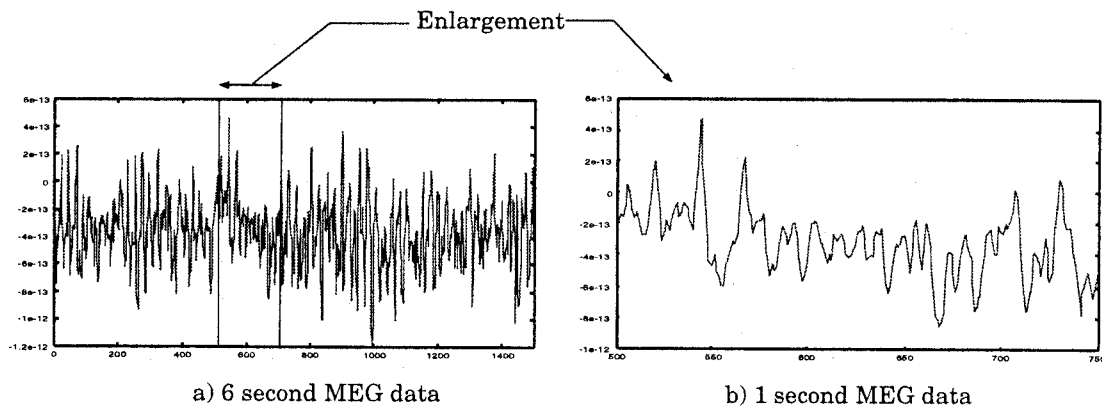 Enlargement
6e-13
4e-13
2e-13
0
-2e-13
-4e-13
-6e-13
-8e-13
-1e-12
-1.2e-12
0 200 400 600 800 1000 1200 1400
6e-13
4e-13
2e-13
0
-2e-13
-4e-13
-6e-13
-8e-13
-1e-12
500 550 600 650 700 750
a) 6 second MEG data
b) 1 second MEG data